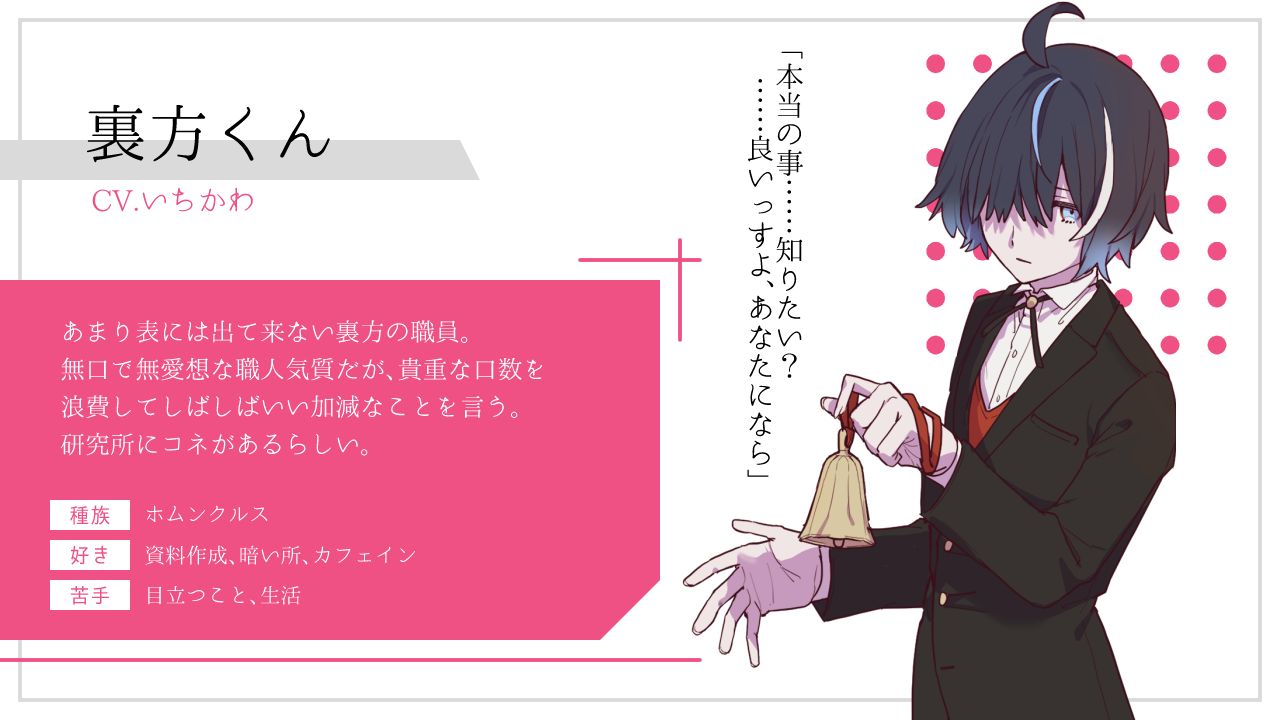 裏方くん
CV.いちかわ
「本当の事……知りたい？
……良いっすよ、あなたになら」
あまり表には出て来ない裏方の職員。
無口で無愛想な職人気質だが、貴重な口数を
浪費してしばしばいい加減なことを言う。
研究所にコネがあるらしい。
種族 ホムンクルス
好き 資料作成、暗い所、カフェイン
苦手 目立つこと、生活